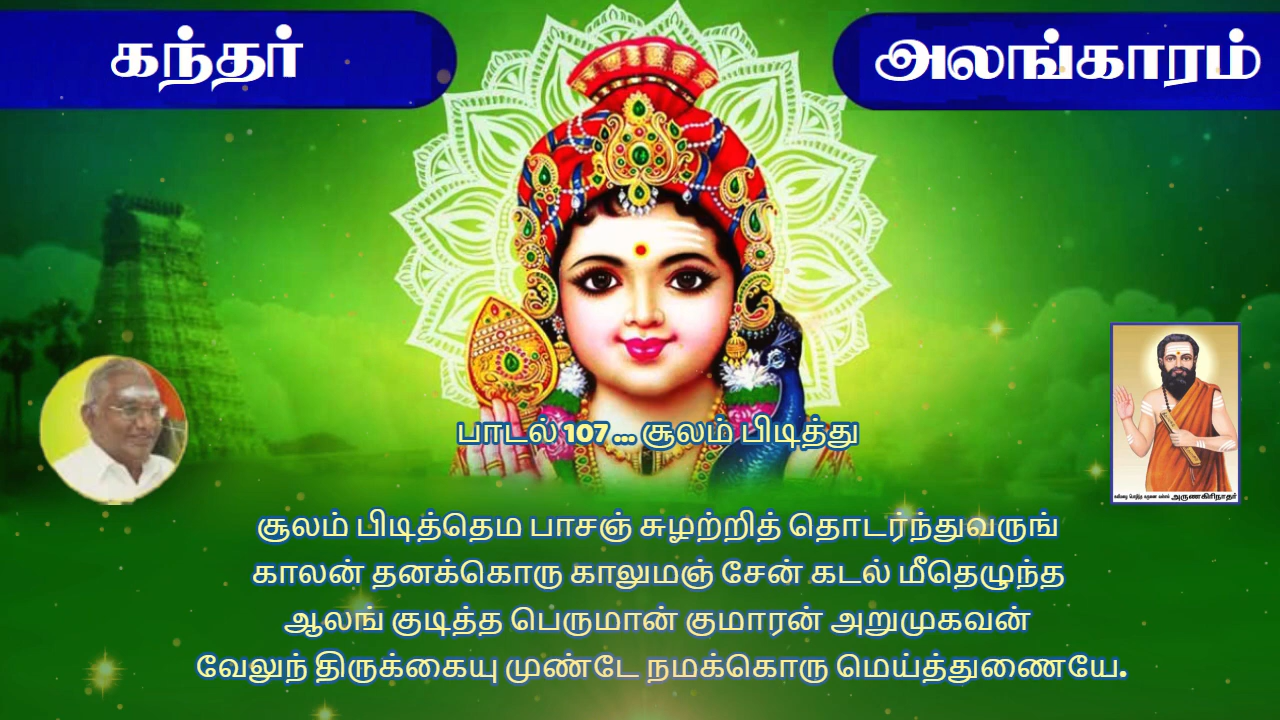 கந்தர்
அலங்காரம்
பாடல் 107 ... சூலம் பிடித்து
அருணகிரிநாதர்
சூலம் பிடித்தெம பாசஞ் சுழற்றித் தொடர்ந்துவருங்
காலன் தனக்கொரு காலுமஞ் சேன் கடல் மீதெழுந்த
ஆலங் குடித்த பெருமான் குமாரன் அறுமுகவன்
வேலுந் திருக்கையு முண்டே நமக்கொரு மெய்த்துணையே.